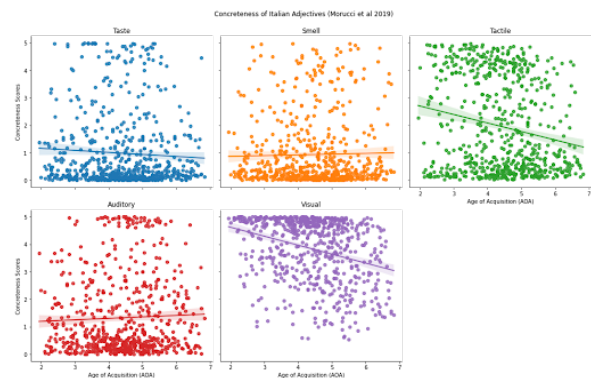 Concreteness of Italian Adjectives (Morucci et al 2019)
Taste
Smell
Tactile
Concreteness Scores
5
4
3
2
1
0
2 3 4 5 6 7
Age of Acquisition (AOA)
Auditory
Visual
Concreteness Scores
5
4
3
2
1
0
2 3 4 5 6 7
Age of Acquisition (AOA)
2 3 4 5 6 7
Age of Acquisition (AOA)